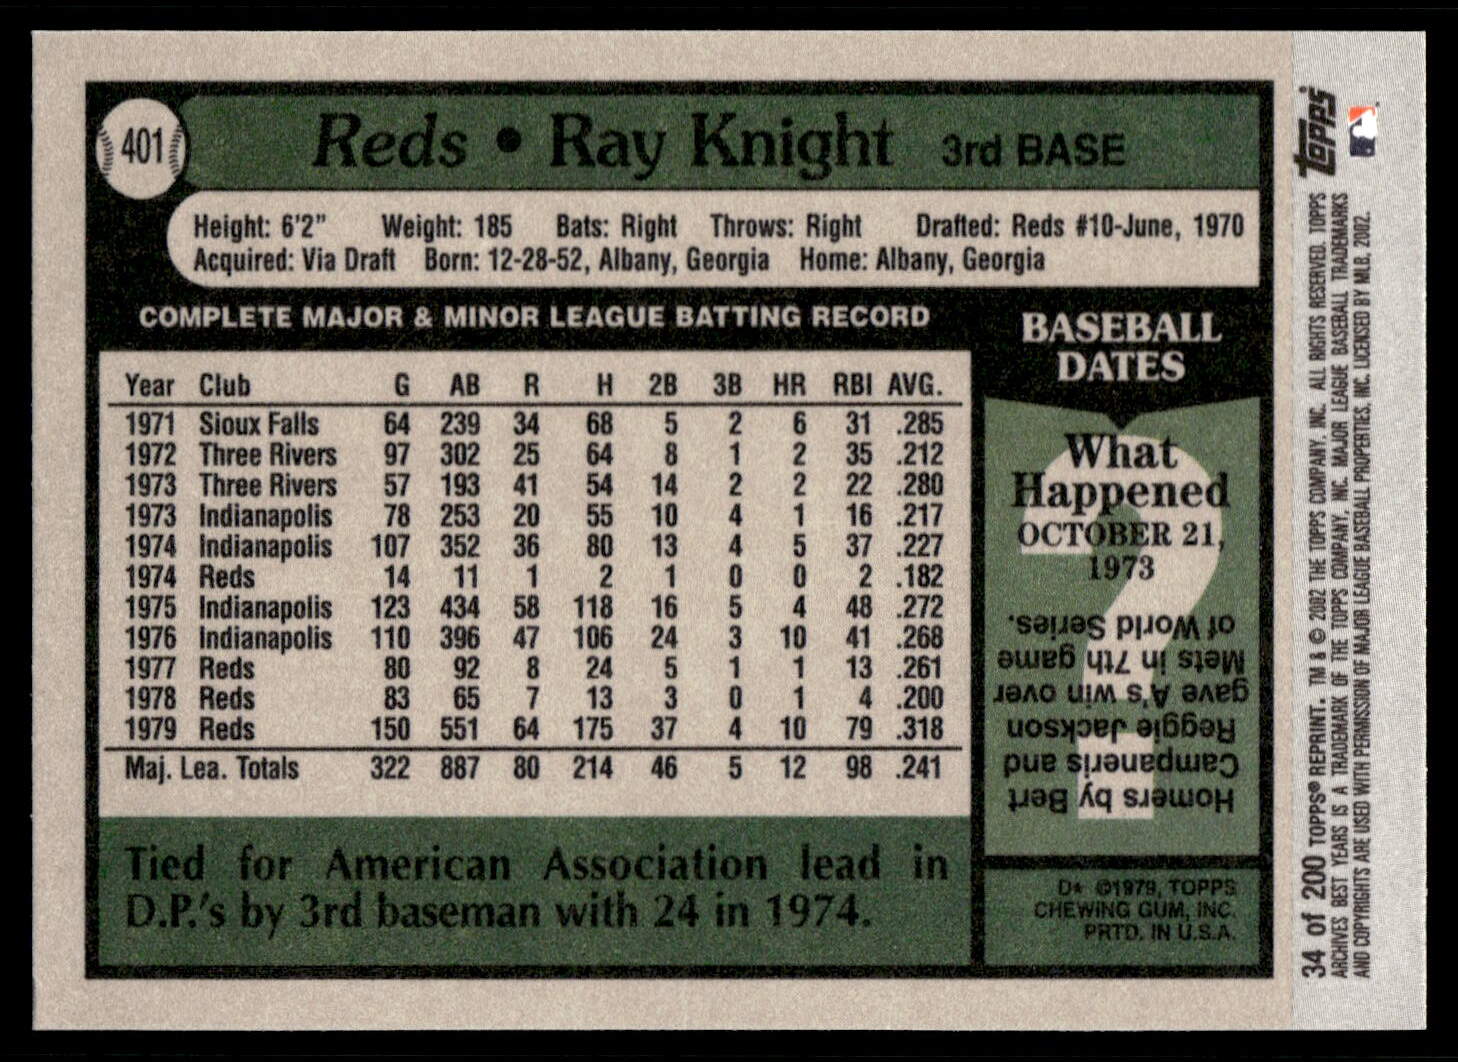 401
Reds • Ray Knight 3rd BASE
Height: 6'2" Weight: 185 Bats: Right Throws: Right Drafted: Reds #10-June, 1970
Acquired: Via Draft Born: 12-28-52, Albany, Georgia Home: Albany, Georgia
COMPLETE MAJOR & MINOR LEAGUE BATTING RECORD
Year Club G AB R H 2B 3B HR RBI AVG.
1971 Sioux Falls 64 239 34 68 5 2 6 31 .285
1972 Three Rivers 97 302 25 64 8 1 2 35 .212
1973 Three Rivers 57 193 41 54 14 2 2 22 .280
1973 Indianapolis 78 253 20 55 10 4 1 16 .217
1974 Indianapolis 107 352 36 80 13 4 5 37 .227
1974 Reds 14 11 1 2 1 0 0 2 .182
1975 Indianapolis 123 434 58 118 16 5 4 48 .272
1976 Indianapolis 110 396 47 106 24 3 10 41 .268
1977 Reds 80 92 8 24 5 1 1 13 .261
1978 Reds 83 65 7 13 3 0 1 4 .200
1979 Reds 150 551 64 175 37 4 10 79 .318
Maj. Lea. Totals 322 887 80 214 46 5 12 98 .241
Tied for American Association lead in
D.P.'s by 3rd baseman with 24 in 1974.
BASEBALL
DATES
What
Happened
OCTOBER 21,
1973
Homers by Bert
Campaneris and
Reggie Jackson
gave A's win over
Mets in 7th game
of World Series.
D* ©1979, TOPPS
CHEWING GUM, INC.
PRTD. IN U.S.A.
34 of 200 TOPPS® REPRINT. TM & © 2002 THE TOPPS COMPANY, INC. ALL RIGHTS RESERVED. TOPPS
ARCHIVES BEST YEARS IS A TRADEMARK OF THE TOPPS COMPANY, INC. MAJOR LEAGUE BASEBALL TRADEMARKS
AND COPYRIGHTS ARE USED WITH PERMISSION OF MAJOR LEAGUE BASEBALL PROPERTIES, INC. LICENSED BY MLB, 2002.
Topps